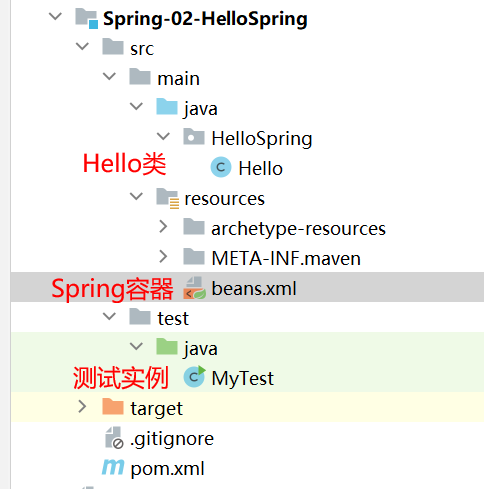 Spring-02-HelloSpring
src
main
java
HelloSpring
Hello类 Hello
resources
archetype-resources
META-INF.maven
Spring容器 beans.xml
test
java
测试实例 MyTest
target
.gitignore
m pom.xml